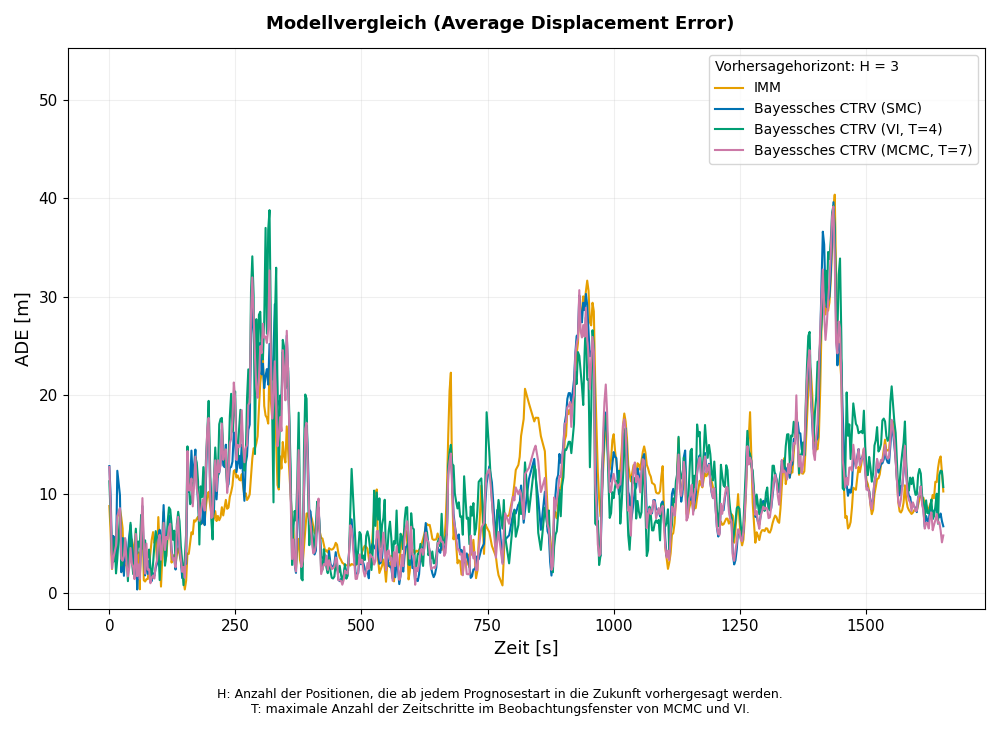 Modellvergleich (Average Displacement Error)
Vorhersagehorizont: H = 3
IMM
Bayessches CTRV (SMC)
Bayessches CTRV (VI, T=4)
Bayessches CTRV (MCMC, T=7)
ADE [m]
50
40
30
20
10
0
0 250 500 750 1000 1250 1500
Zeit [s]
H: Anzahl der Positionen, die ab jedem Prognosestart in die Zukunft vorhergesagt werden.
T: maximale Anzahl der Zeitschritte im Beobachtungsfenster von MCMC und VI.